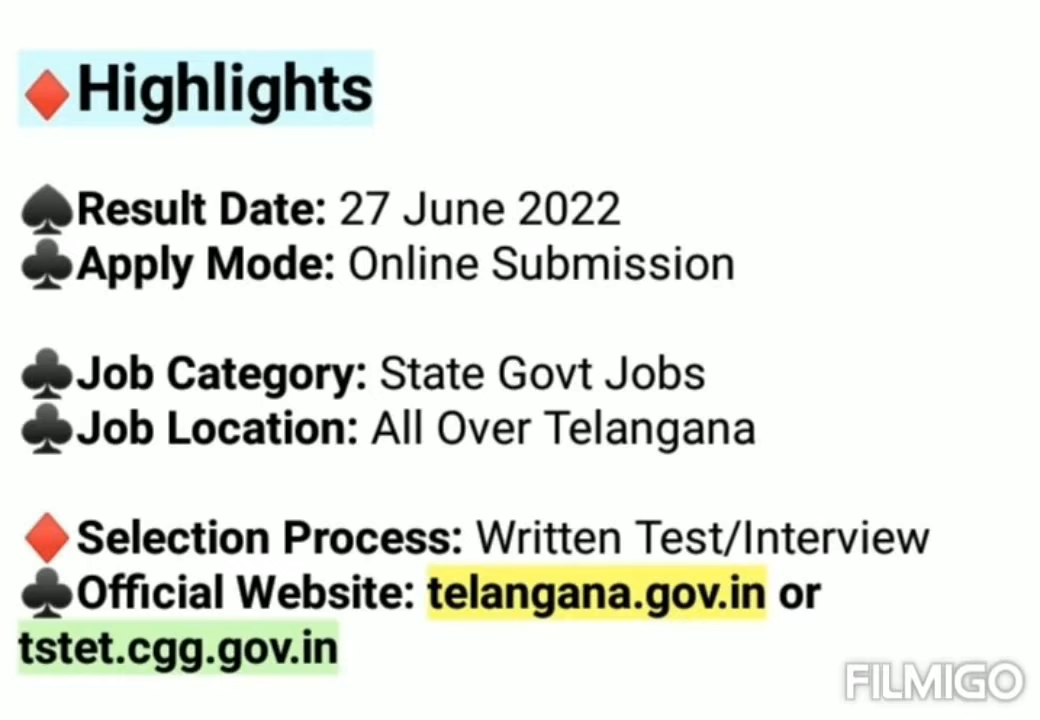 ♦️Highlights
♠️Result Date: 27 June 2022
♣️Apply Mode: Online Submission
♣️Job Category: State Govt Jobs
♣️Job Location: All Over Telangana
♦️Selection Process: Written Test/Interview
♣️Official Website: telangana.gov.in or
tstet.cgg.gov.in
FILMIGO